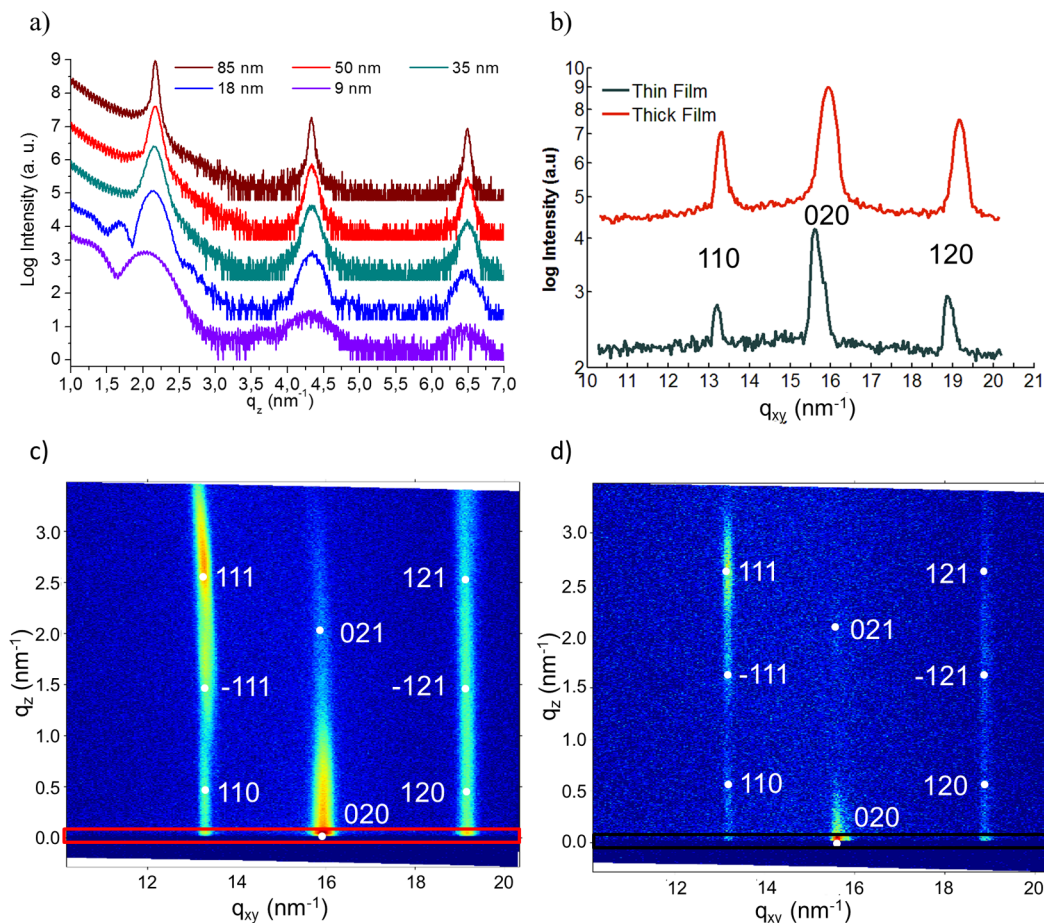 a)
85 nm 50 nm 35 nm
18 nm 9 nm
Log Intensity (a. u.)
9
8
7
6
5
4
3
2
1
0
1,0 1,5 2,0 2,5 3,0 3,5 4,0 4,5 5,0 5,5 6,0 6,5 7,0
qz (nm-1)
b)
Thin Film
Thick Film
log Intensity (a.u)
10
9
8
7
6
5
4
3
2
020
110
120
10 11 12 13 14 15 16 17 18 19 20 21
qxy (nm-1)
c)
qz (nm-1)
3.0
2.5
2.0
1.5
1.0
0.5
0.0
111
121
021
-111
-121
110
120
020
12 14 16 18 20
qxy (nm-1)
d)
qz (nm-1)
3.0
2.5
2.0
1.5
1.0
0.5
0.0
111
121
021
-111
-121
110
120
020
12 14 16 18 20
qxy (nm-1)